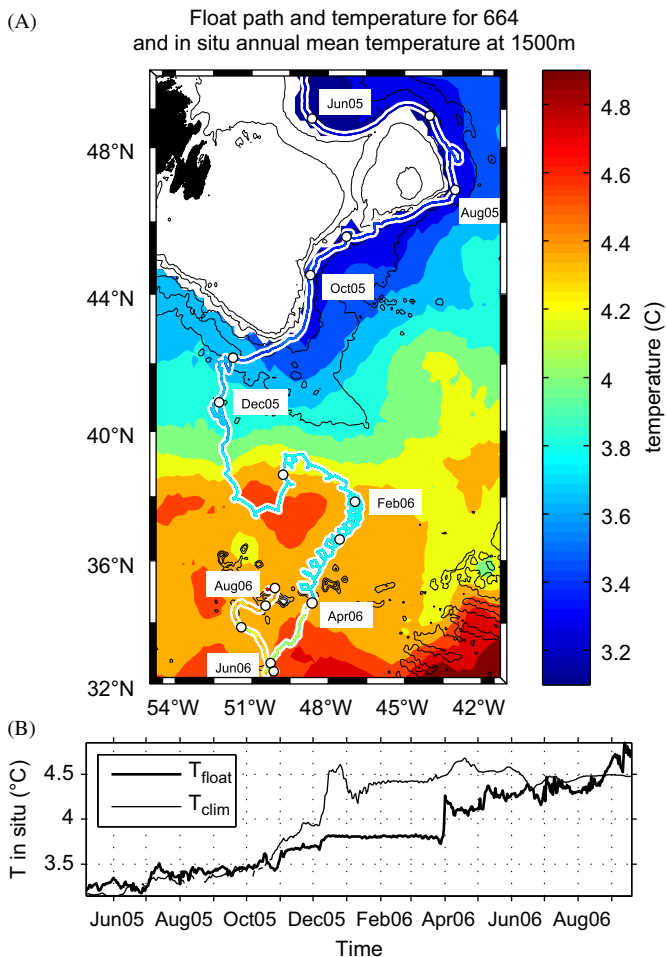 (A)
Float path and temperature for 664
and in situ annual mean temperature at 1500m
48°N
44°N
40°N
36°N
32°N
54°W 51°W 48°W 45°W 42°W
Jun05
Aug05
Oct05
Dec05
Feb06
Aug06
Apr06
Jun06
4.8
4.6
4.4
4.2
4
3.8
3.6
3.4
3.2
temperature (C)
(B)
T in situ (°C)
4.5
4
3.5
T float
T clim
Jun05 Aug05 Oct05 Dec05 Feb06 Apr06 Jun06 Aug06
Time